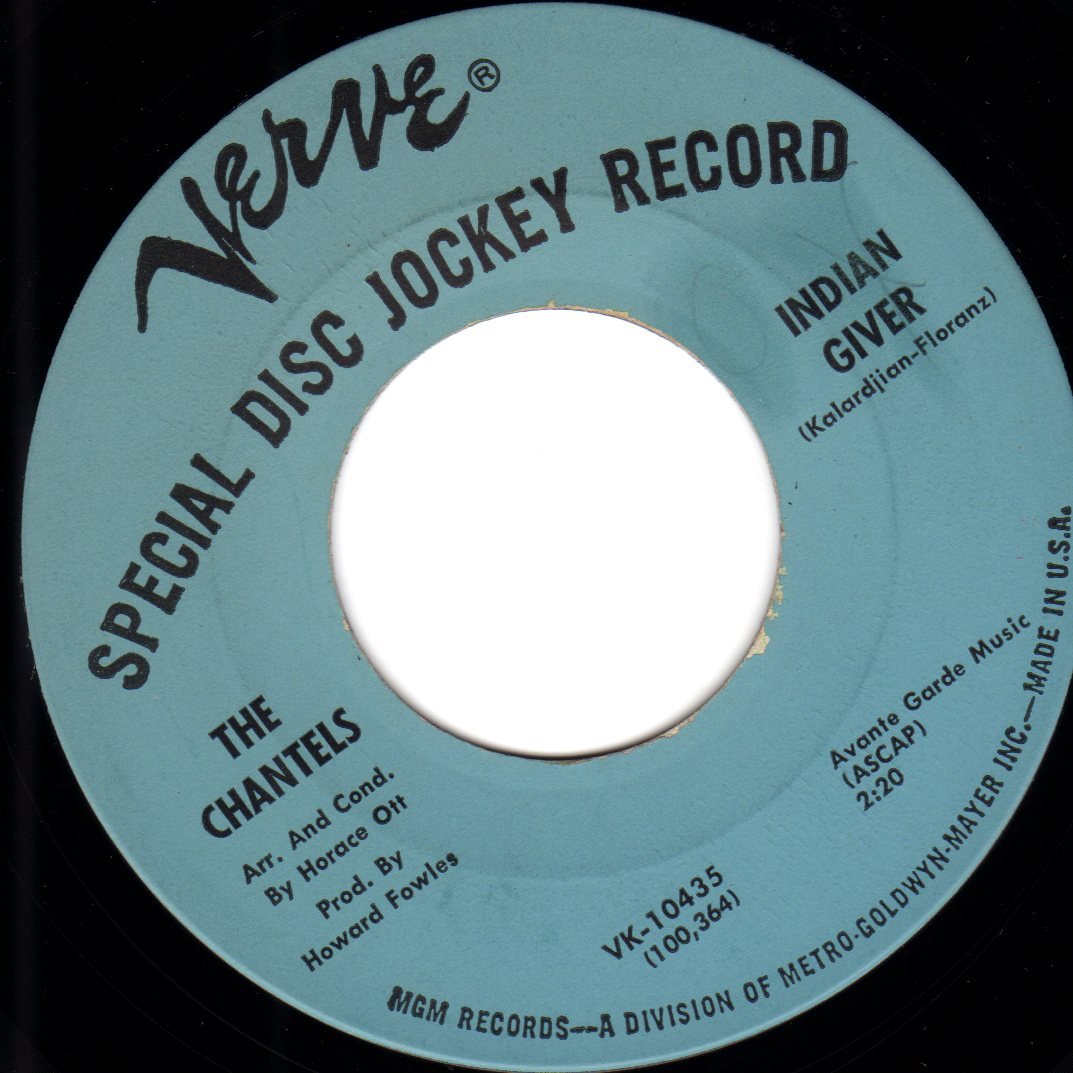 Verve®
SPECIAL DISC JOCKEY RECORD
INDIAN
GIVER
(Kalardjian-Floranz)
THE
CHANTELS
Arr. And Cond.
By Horace Ott
Prod. By
Howard Fowles
Avante Garde Music
(ASCAP)
2:20
VK-10435
(100,364)
MGM RECORDS--A DIVISION OF METRO-GOLDWYN-MAYER INC.—MADE IN U.S.A.